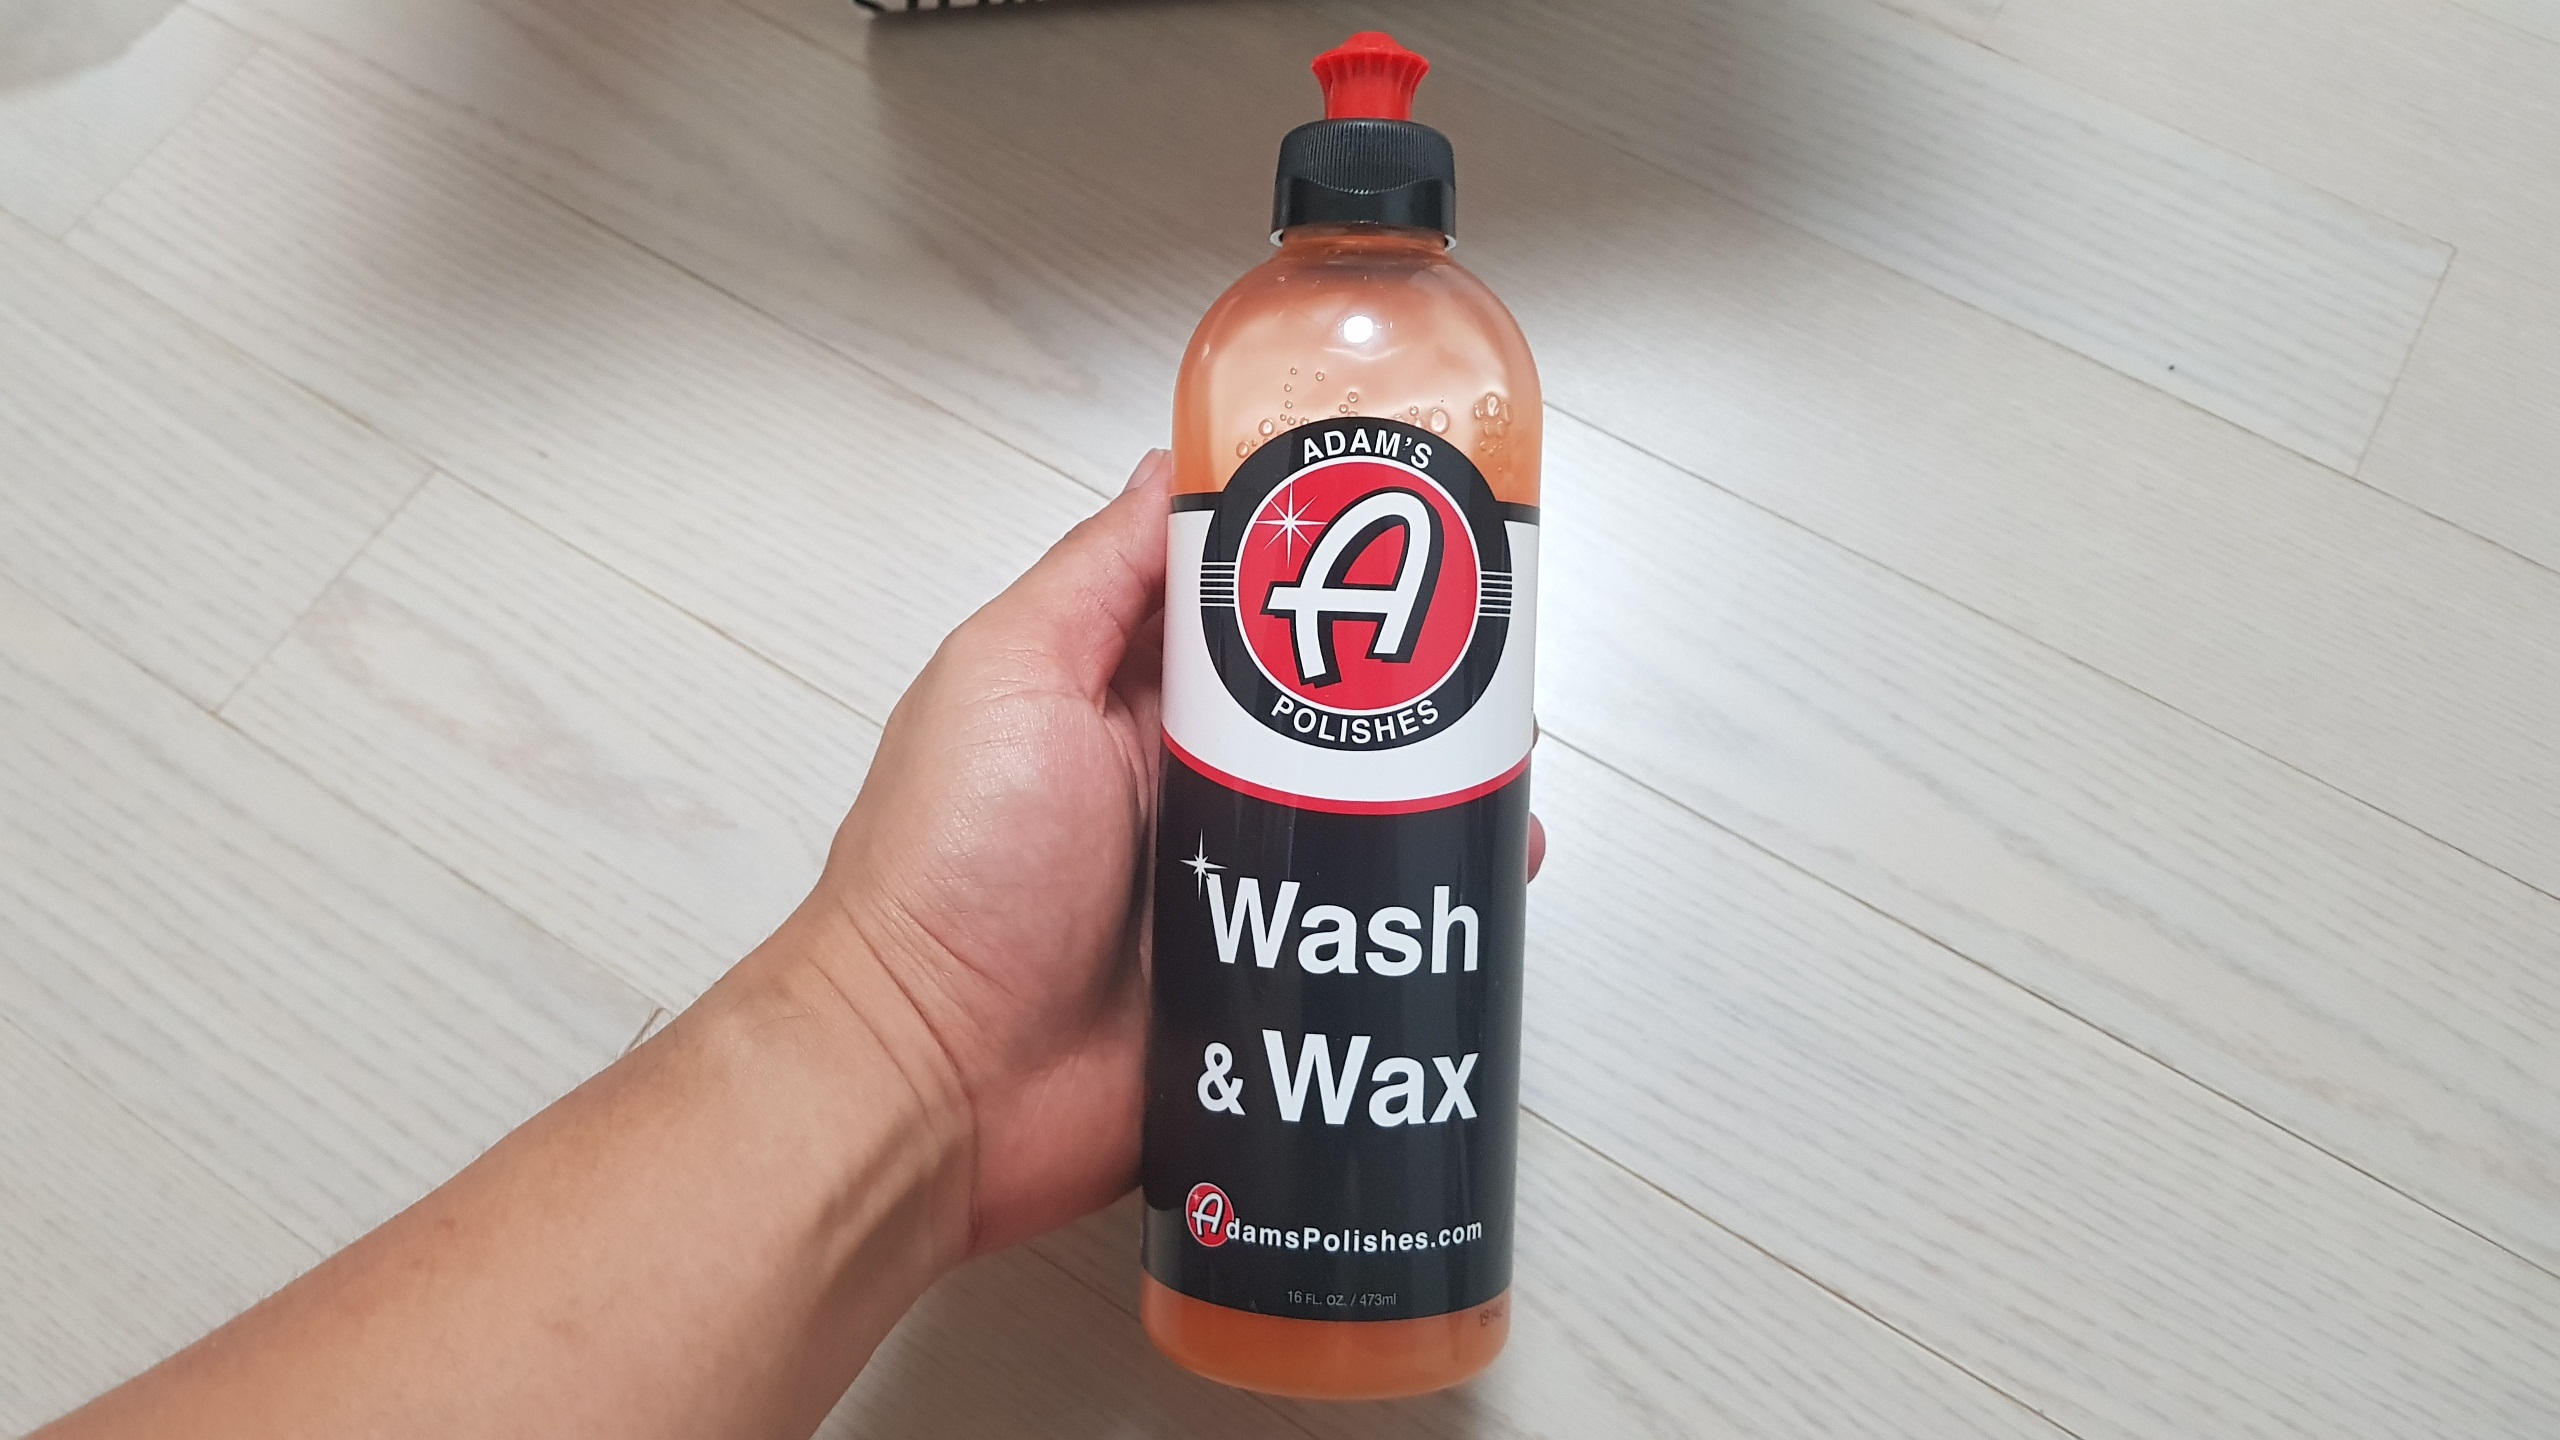 ADAM'S
A
POLISHES
Wash
& Wax
AdamsPolishes.com
16 FL. OZ. / 473ml